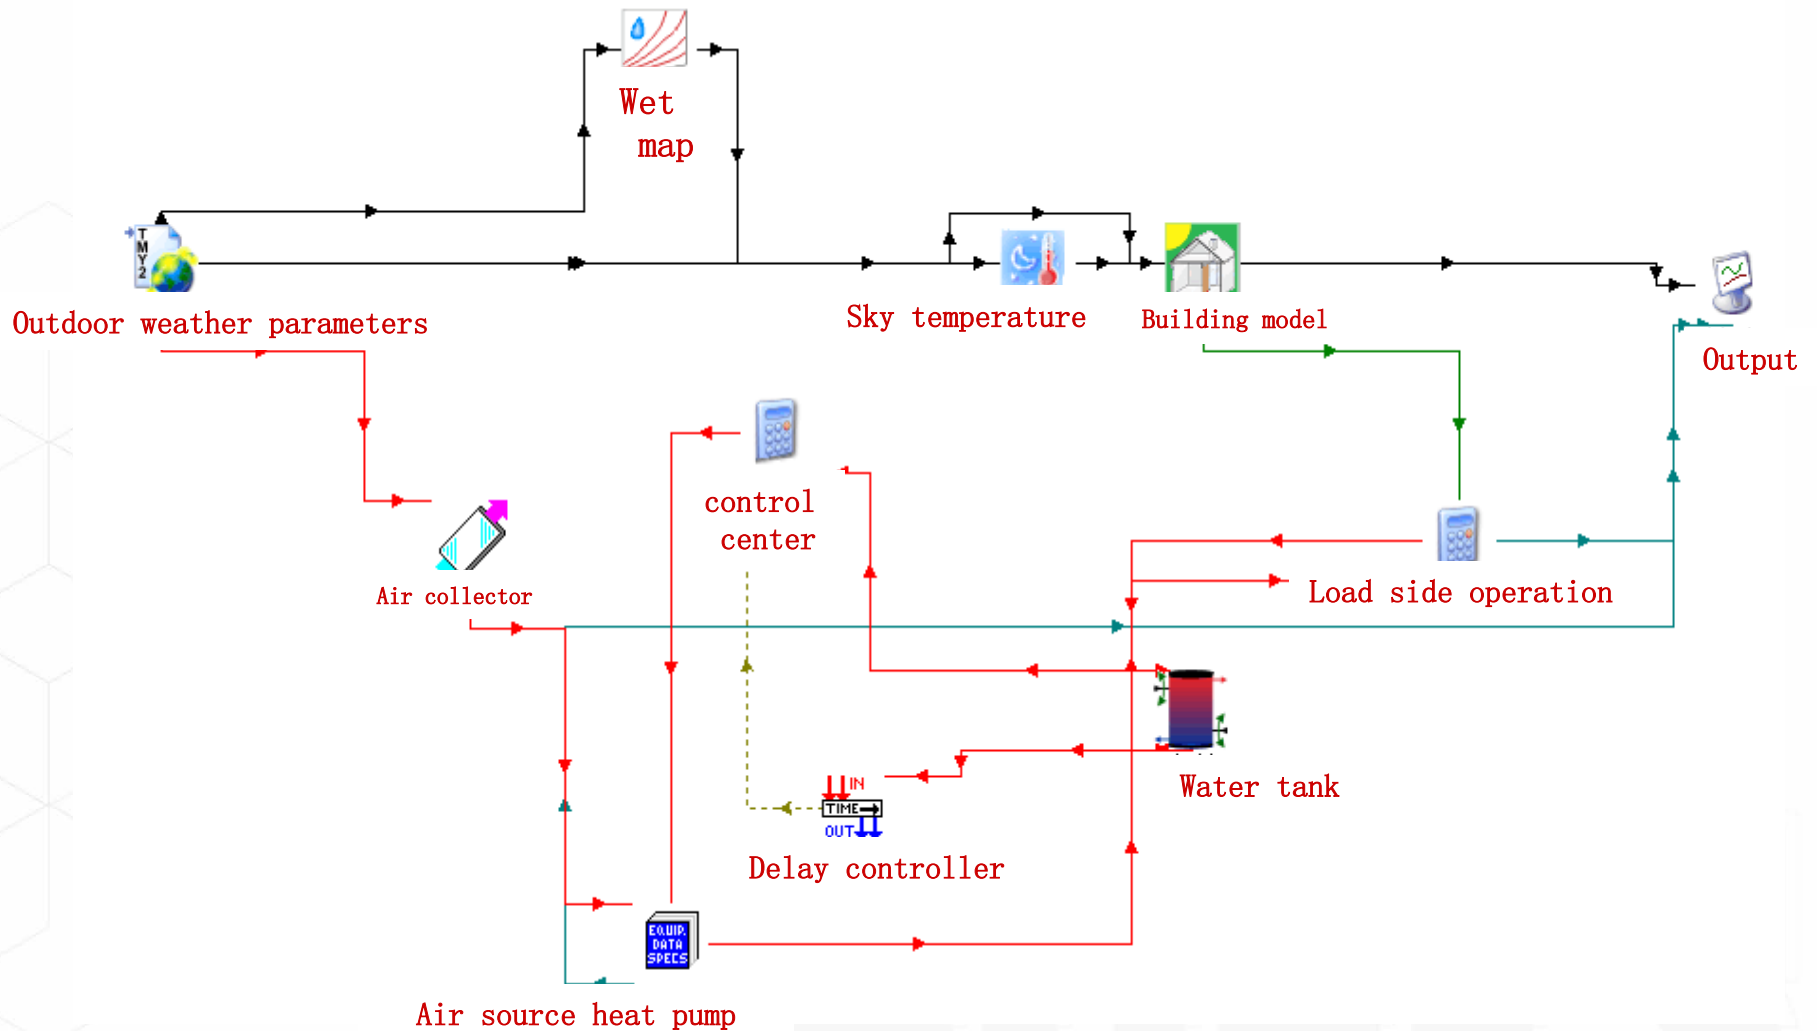 Wet
map
TMY2
Outdoor weather parameters
Sky temperature
Building model
Output
control
center
Air collector
Load side operation
Water tank
IN
TIME
OUT
Delay controller
EQUIP.
DATA
SPECS
Air source heat pump